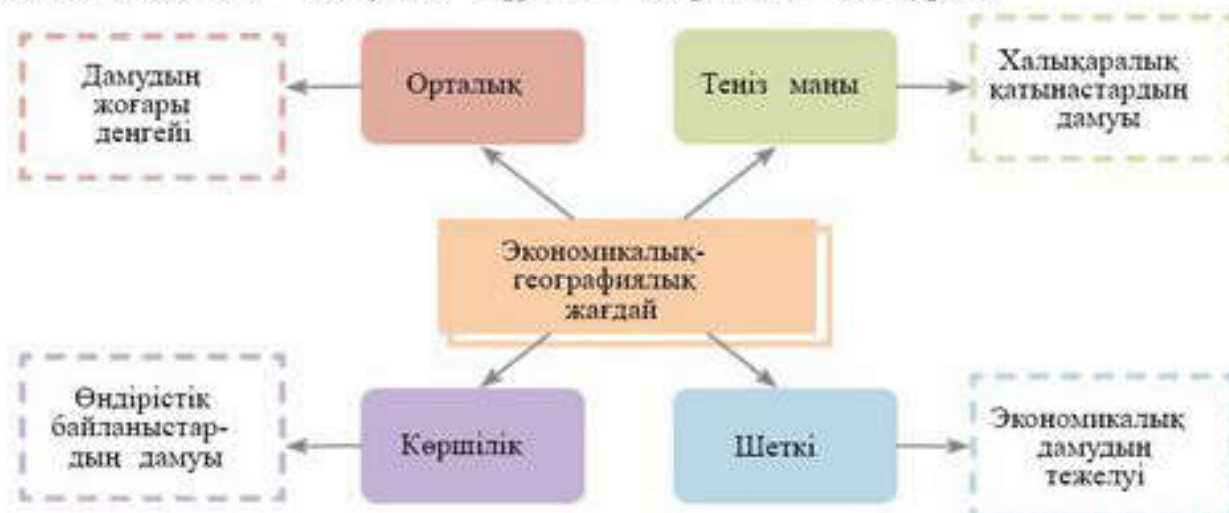 Дамудың
жоғары
деңгейі
Орталық
Теңіз маңы
Халықаралық
қатынастардың
дамуы
Экономикалық-
географиялық
жағдай
Өндірістік
байланыстар-
дың дамуы
Көршілік
Шеткі
Экономикалық
дамудың
тежелуі